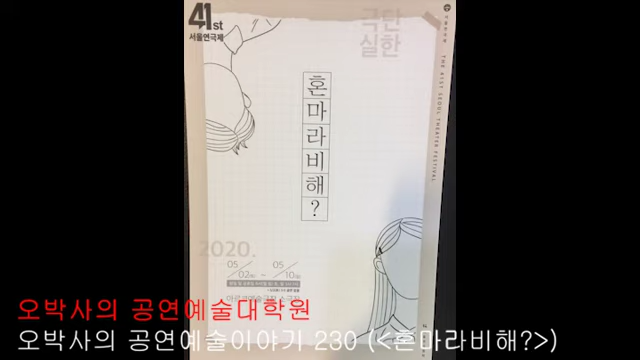 41st
서울연극제
극단
실한
THE 41ST SEOUL THEATER FESTIVAL
혼마라비해?
2020.
05
02
~
05
10
오박사의 공연예술대학원
오박사의 공연예술이야기 230 (<혼마라비해?>)